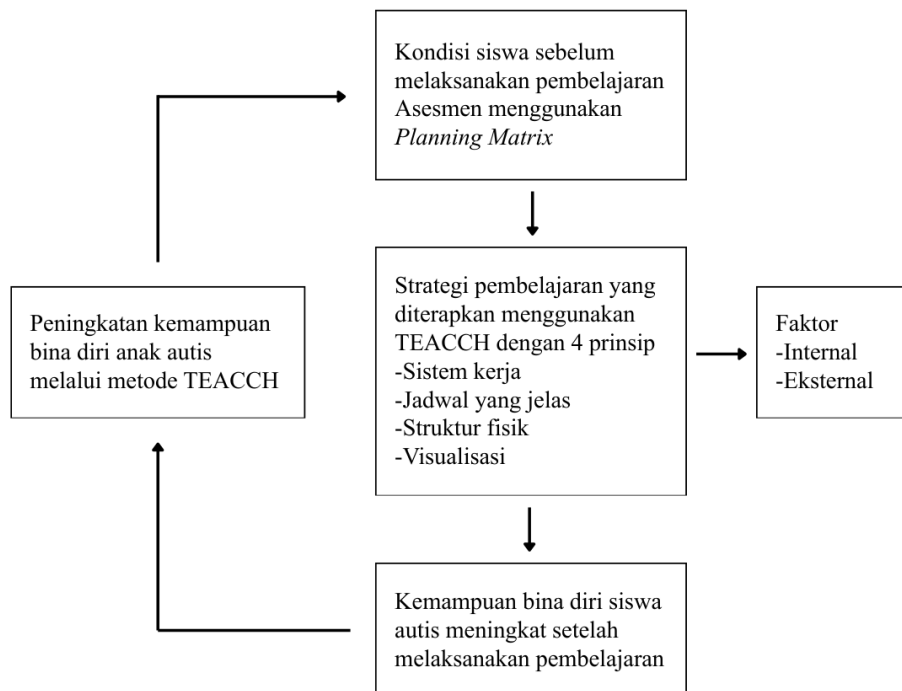 Kondisi siswa sebelum
melaksanakan pembelajaran
Asesmen menggunakan
Planning Matrix
Strategi pembelajaran yang
diterapkan menggunakan
TEACCH dengan 4 prinsip
-Sistem kerja
-Jadwal yang jelas
-Struktur fisik
-Visualisasi
Faktor
-Internal
-Eksternal
Kemampuan bina diri siswa
autis meningkat setelah
melaksanakan pembelajaran
Peningkatan kemampuan
bina diri anak autis
melalui metode TEACCH